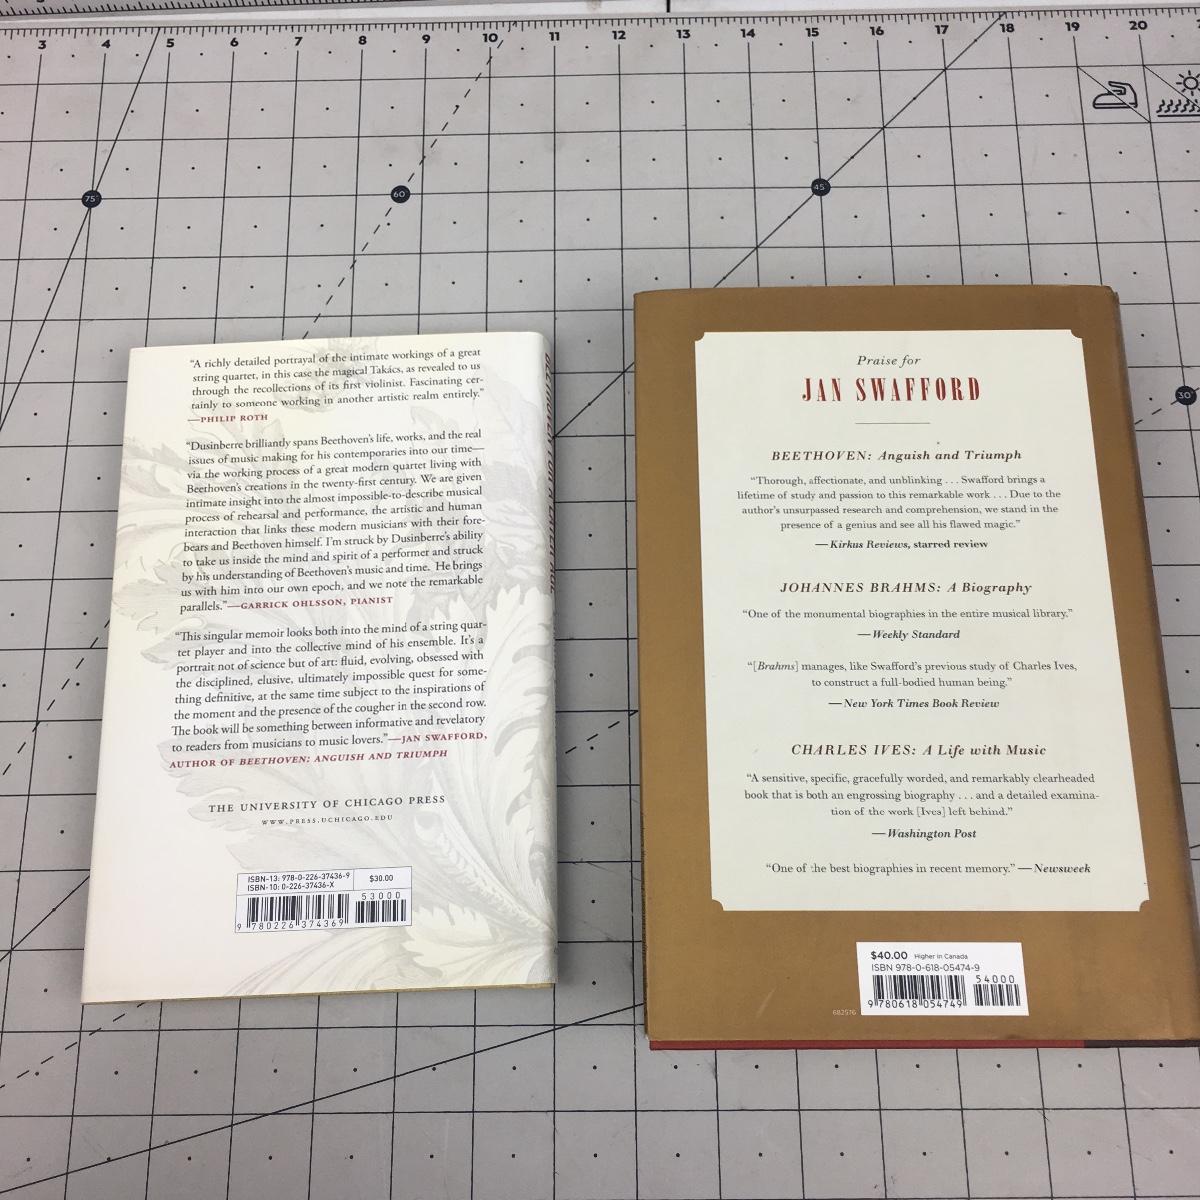 3 4 5 6 7 8 9 10 11 12 13 14 15 16 17 18 19 20
75°
60°
45°
30°
“A richly detailed portrayal of the intimate workings of a great
string quartet, in this case the magical Takács, as revealed to us
through the recollections of its first violinist. Fascinating cer-
tainly to someone working in another artistic realm entirely.”
—PHILIP ROTH
“Dusinberre brilliantly spans Beethoven’s life, works, and the real
issues of music making for his contemporaries into our time—
via the working process of a great modern quartet living with
Beethoven’s creations in the twenty-first century. We are given
intimate insight into the almost impossible-to-describe musical
process of rehearsal and performance, the artistic and human
interaction that links these modern musicians with their fore-
bears and Beethoven himself. I’m struck by Dusinberre’s ability
to take us inside the mind and spirit of a performer and struck
by his understanding of Beethoven’s music and time. He brings
us with him into our own epoch, and we note the remarkable
parallels.”—GARRICK OHLSSON, PIANIST
“This singular memoir looks both into the mind of a string quar-
tet player and into the collective mind of his ensemble. It’s a
portrait not of science but of art: fluid, evolving, obsessed with
the disciplined, elusive, ultimately impossible quest for some-
thing definitive, at the same time subject to the inspirations of
the moment and the presence of the cougher in the second row.
The book will be something between informative and revelatory
to readers from musicians to music lovers.”—JAN SWAFFORD,
AUTHOR OF BEETHOVEN: ANGUISH AND TRIUMPH
THE UNIVERSITY OF CHICAGO PRESS
WWW.PRESS.UCHICAGO.EDU
ISBN-13: 978-0-226-37436-9
ISBN-10: 0-226-37436-X
$30.00
53000
9 780226 374369
Praise for
JAN SWAFFORD
BEETHOVEN: Anguish and Triumph
“Thorough, affectionate, and unblinking . . . Swafford brings a
lifetime of study and passion to this remarkable work . . . Due to the
author’s unsurpassed research and comprehension, we stand in the
presence of a genius and see all his flawed magic.”
—Kirkus Reviews, starred review
JOHANNES BRAHMS: A Biography
“One of the monumental biographies in the entire musical library.”
—Weekly Standard
“[Brahms] manages, like Swafford’s previous study of Charles Ives,
to construct a full-bodied human being.”
—New York Times Book Review
CHARLES IVES: A Life with Music
“A sensitive, specific, gracefully worded, and remarkably clearheaded
book that is both an engrossing biography . . . and a detailed examina-
tion of the work [Ives] left behind.”
—Washington Post
“One of the best biographies in recent memory.” —Newsweek
$40.00 Higher in Canada
ISBN 978-0-618-05474-9
54000
9 780618 054749
682576